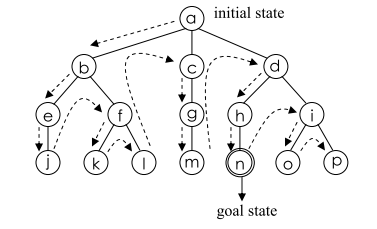 a initial state
b c d
e f g h i
j k l m n o p
goal state